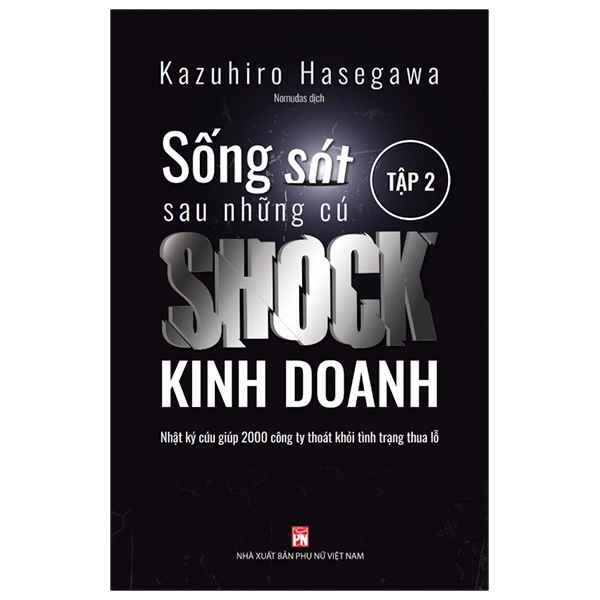 Kazuhiro Hasegawa
Nomudas dịch
Sống sót
TẬP 2
sau những cú
SHOCK
KINH DOANH
Nhật ký cứu giúp 2000 công ty thoát khỏi tình trạng thua lỗ
PN
NHÀ XUẤT BẢN PHỤ NỮ VIỆT NAM